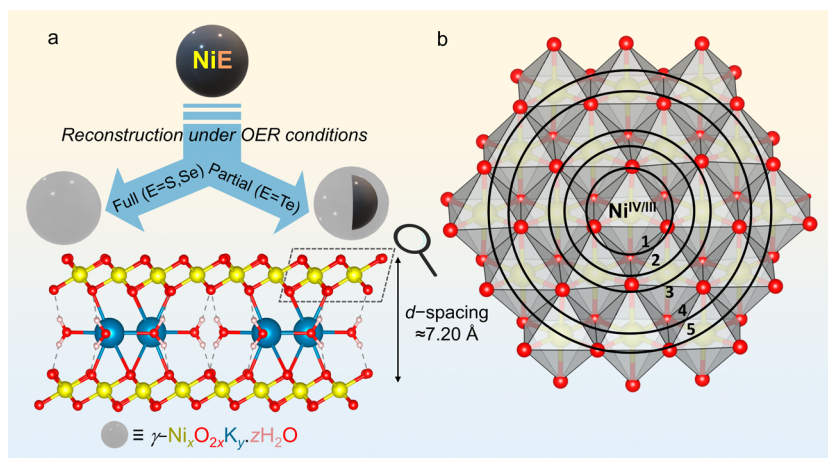 a
NiE
Reconstruction under OER conditions
Full (E=S,Se)
Partial (E=Te)
d−spacing
≈7.20 Å
≡ γ–NiₓO₂ₓKᵧ.zH₂O
b
Niᴵⱽ/ᴵᴵᴵ
1
2
3
4
5